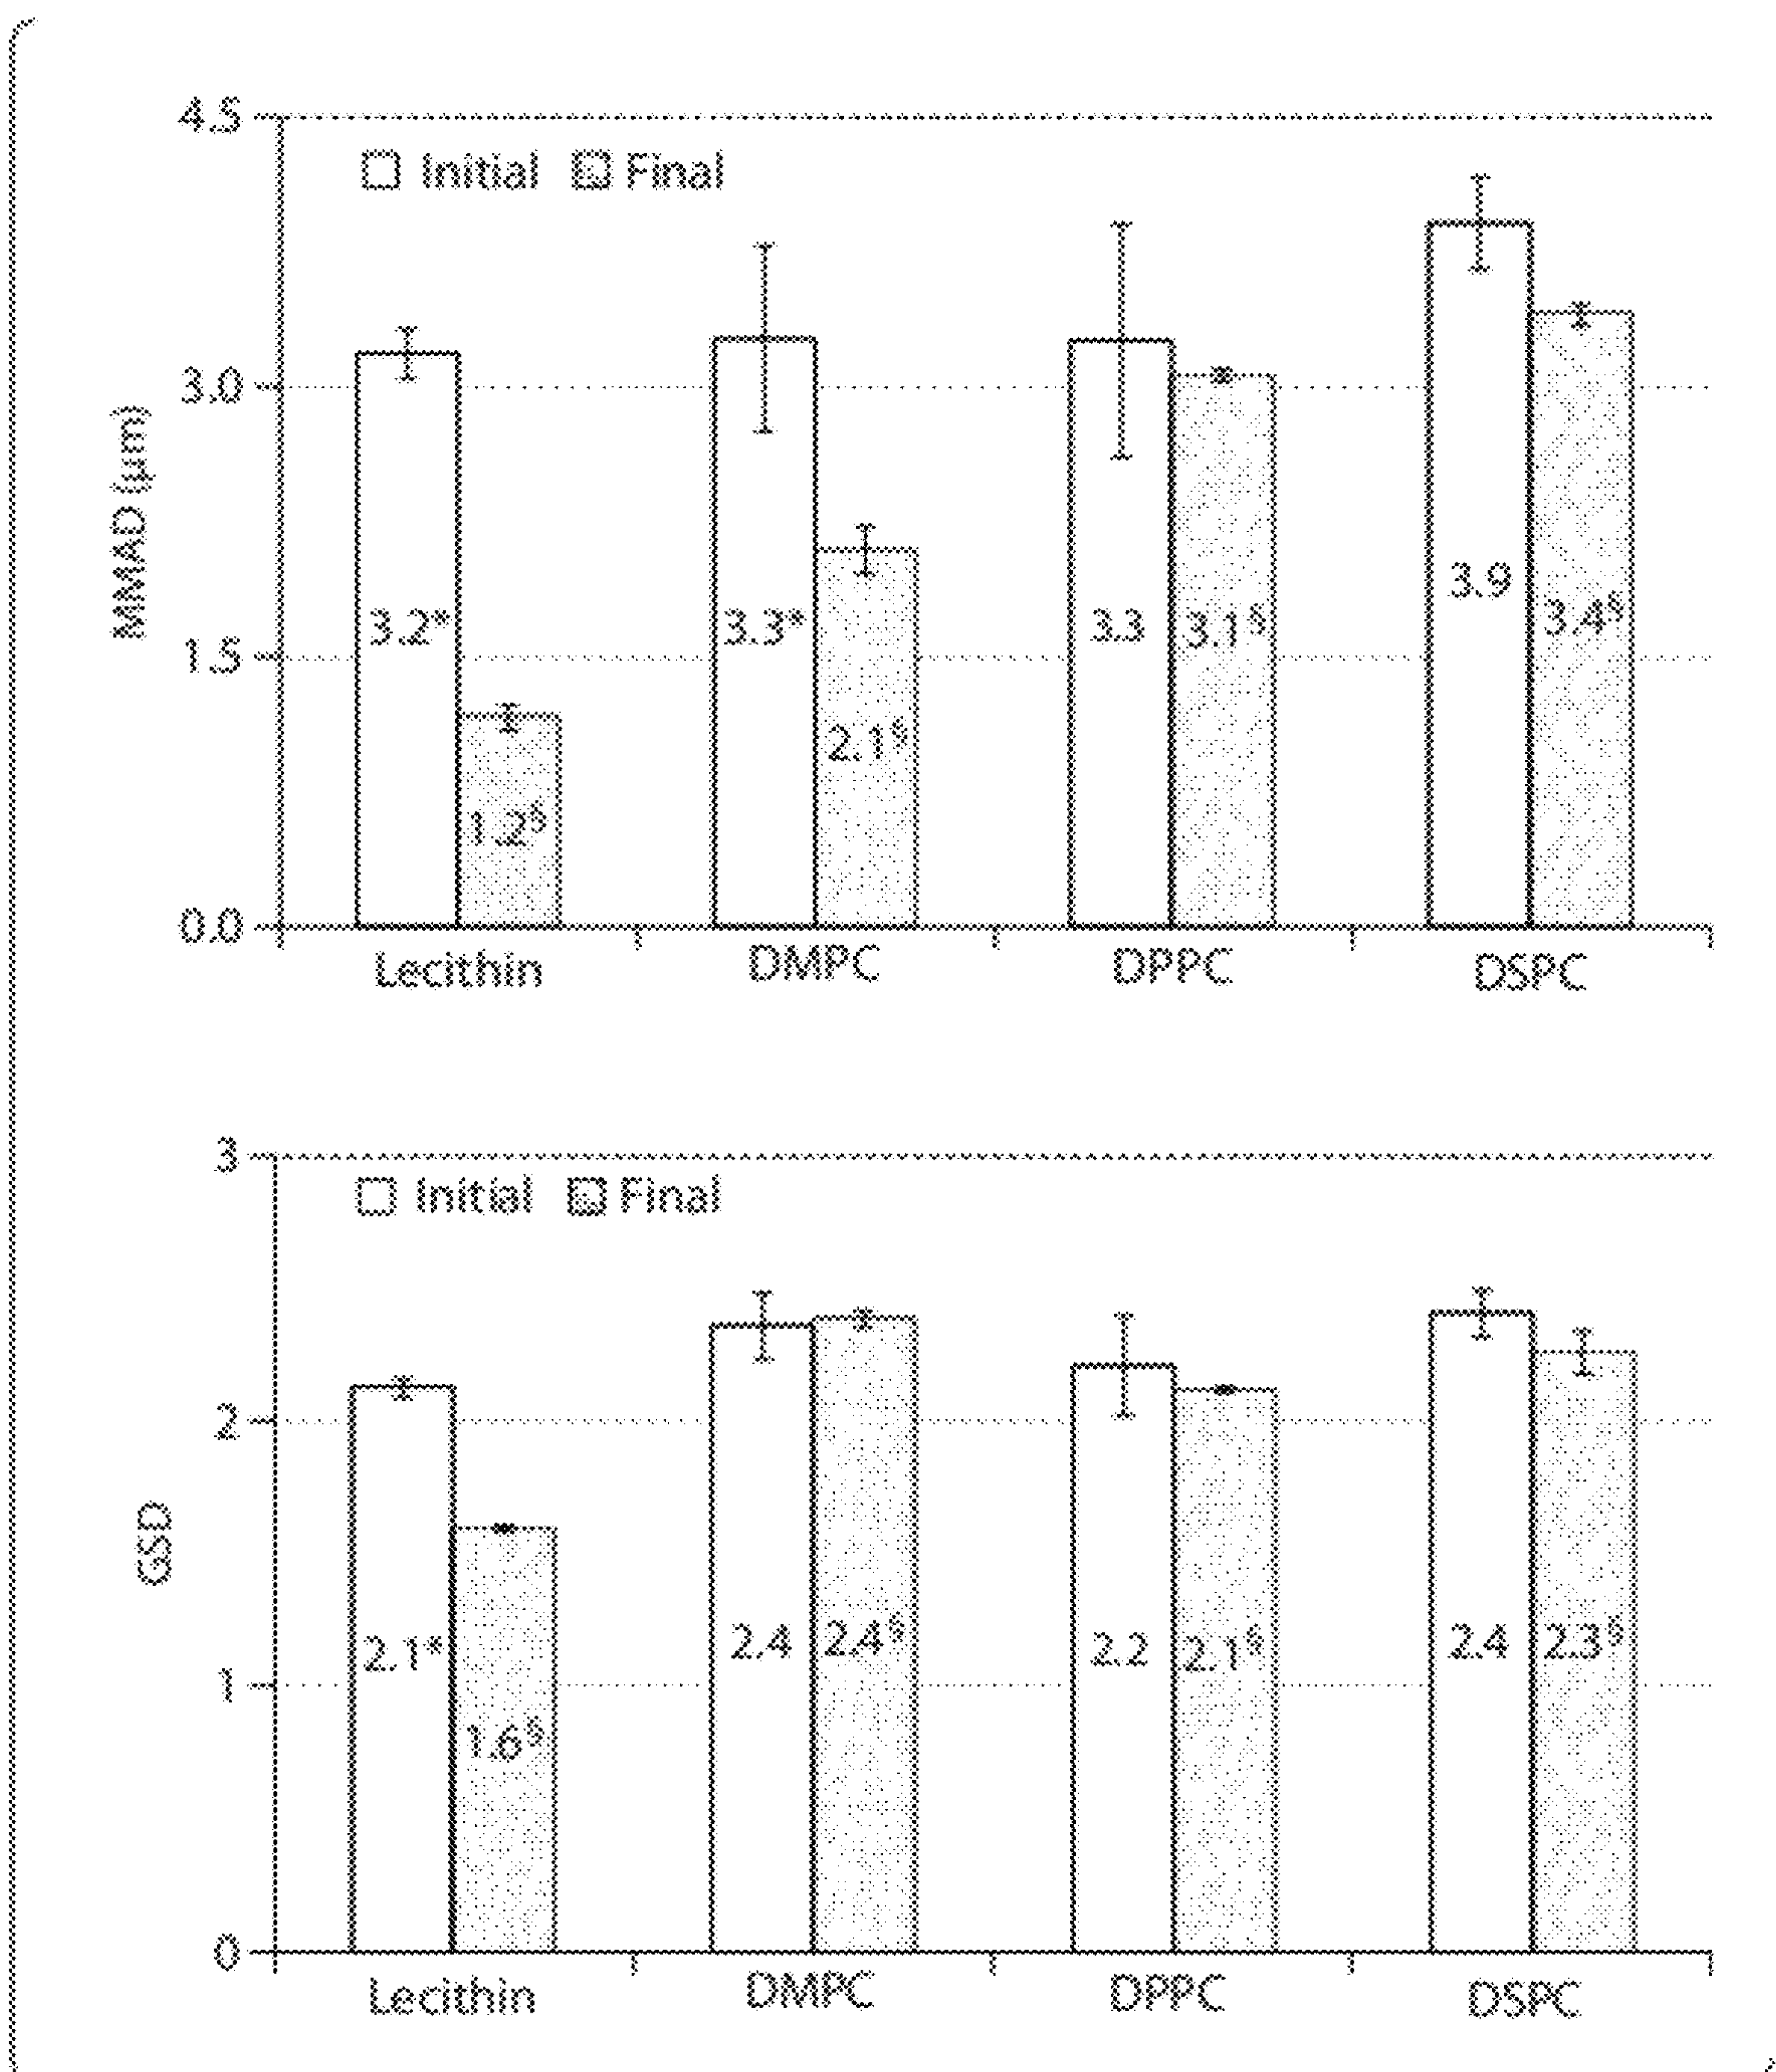 4.5
Initial Final
3.0
MMAD (μm)
3.2* 3.3* 3.3 3.1§ 3.9 3.4§
1.5
2.1§
1.2§
0.0
Lecithin DMPC DPPC DSPC
3
Initial Final
2
GSD
2.1* 2.4 2.4§ 2.2 2.1§ 2.4 2.3§
1
1.6§
0
Lecithin DMPC DPPC DSPC